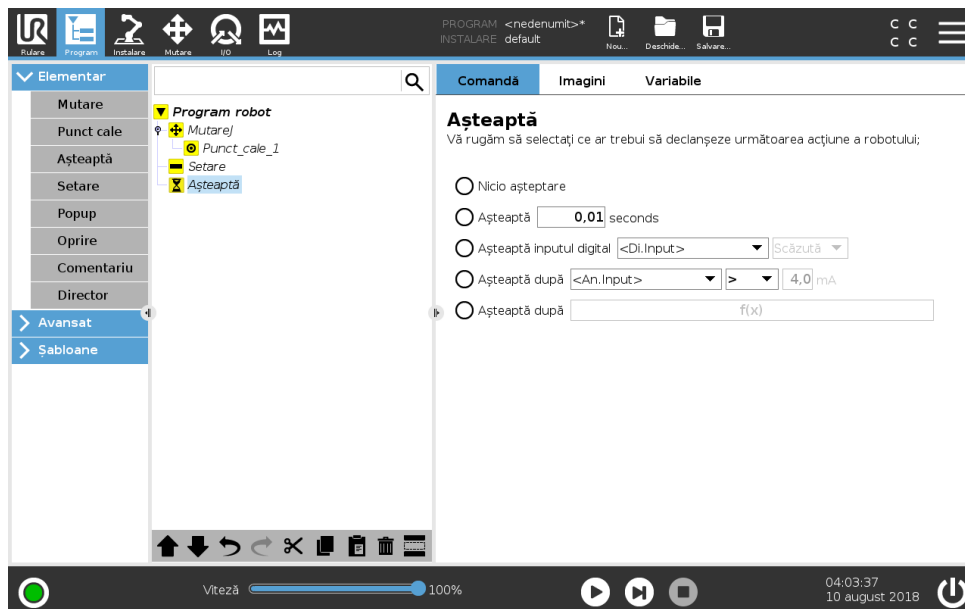 UR
Rulare
Program
Instalare
Mutare
I/O
Log
PROGRAM <nedenumit>*
INSTALARE default
Nou...
Deschide...
Salvare...
C C
C C
Elementar
Mutare
Punct cale
Așteaptă
Setare
Popup
Oprire
Comentariu
Director
Avansat
Șabloane
Program robot
MutareJ
Punct_cale_1
Setare
Așteaptă
Comandă Imagini Variabile
Așteaptă
Vă rugăm să selectați ce ar trebui să declanșeze următoarea acțiune a robotului;
Nicio așteptare
Așteaptă 0,01 seconds
Așteaptă inputul digital <Di.Input> Scăzută
Așteaptă după <An.Input> > 4,0 mA
Așteaptă după f(x)
Viteză 100%
04:03:37
10 august 2018